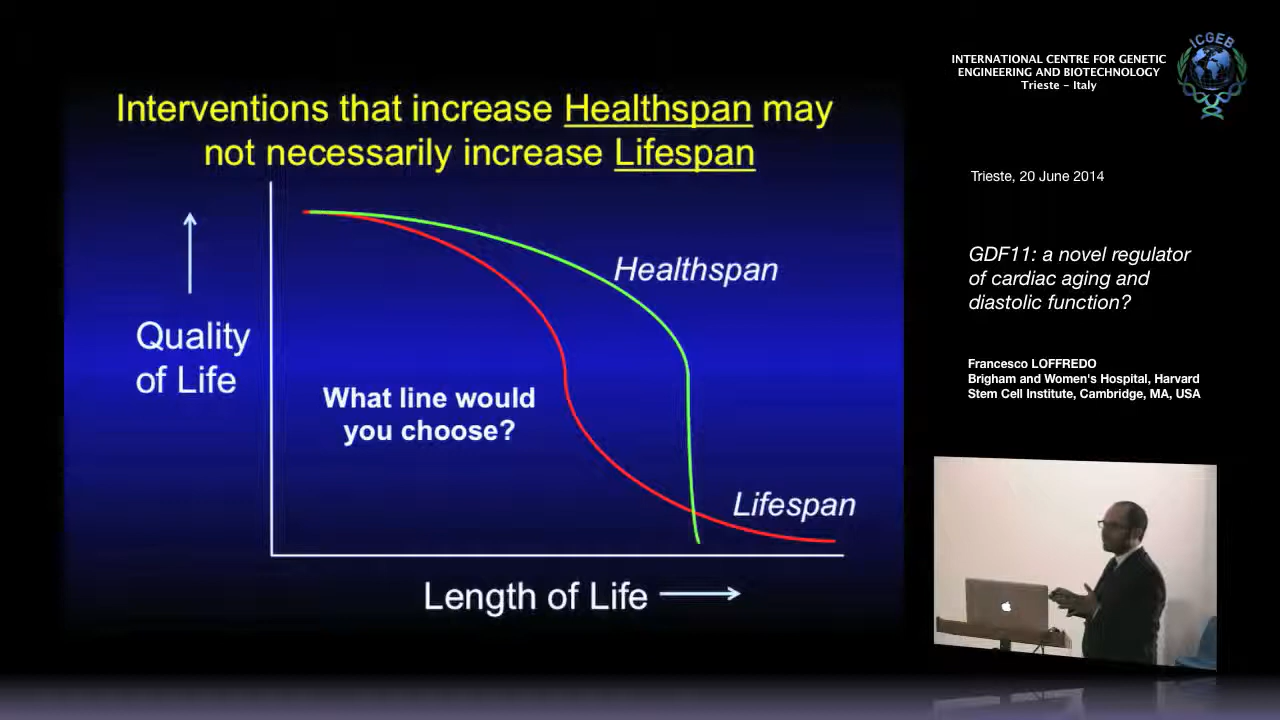 Interventions that increase Healthspan may
not necessarily increase Lifespan
Quality
of Life
Healthspan
What line would
you choose?
Lifespan
Length of Life
ICGEB
INTERNATIONAL CENTRE FOR GENETIC
ENGINEERING AND BIOTECHNOLOGY
Trieste - Italy
Trieste, 20 June 2014
GDF11: a novel regulator
of cardiac aging and
diastolic function?
Francesco LOFFREDO
Brigham and Women's Hospital, Harvard
Stem Cell Institute, Cambridge, MA, USA